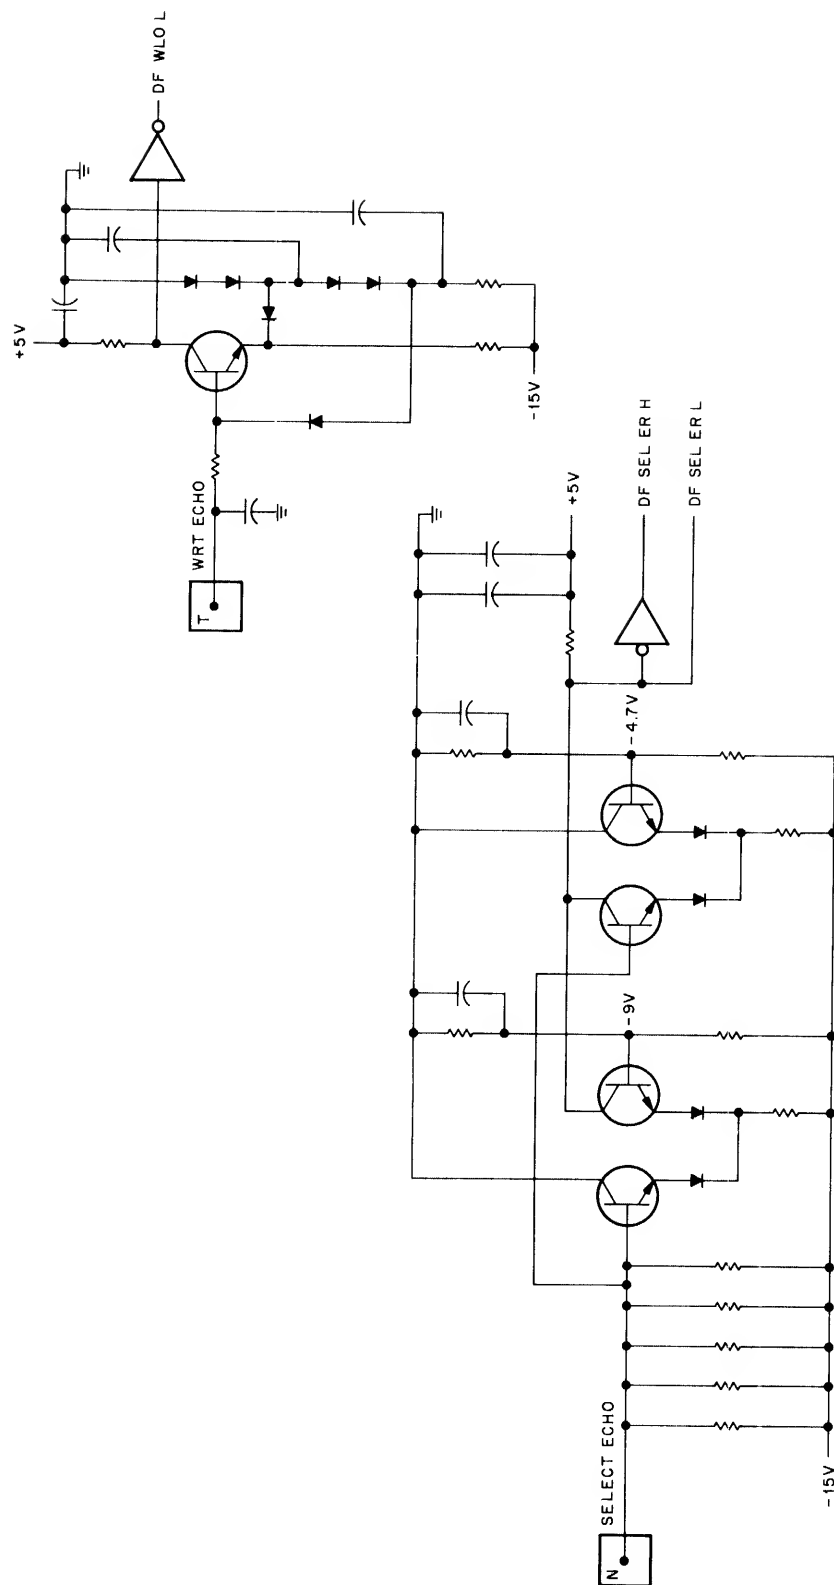 DF WLO L
+5V
-15V
WRT ECHO
T
DF SEL ER H
DF SEL ER L
+5V
-4.7V
-9V
SELECT ECHO
N
-15V